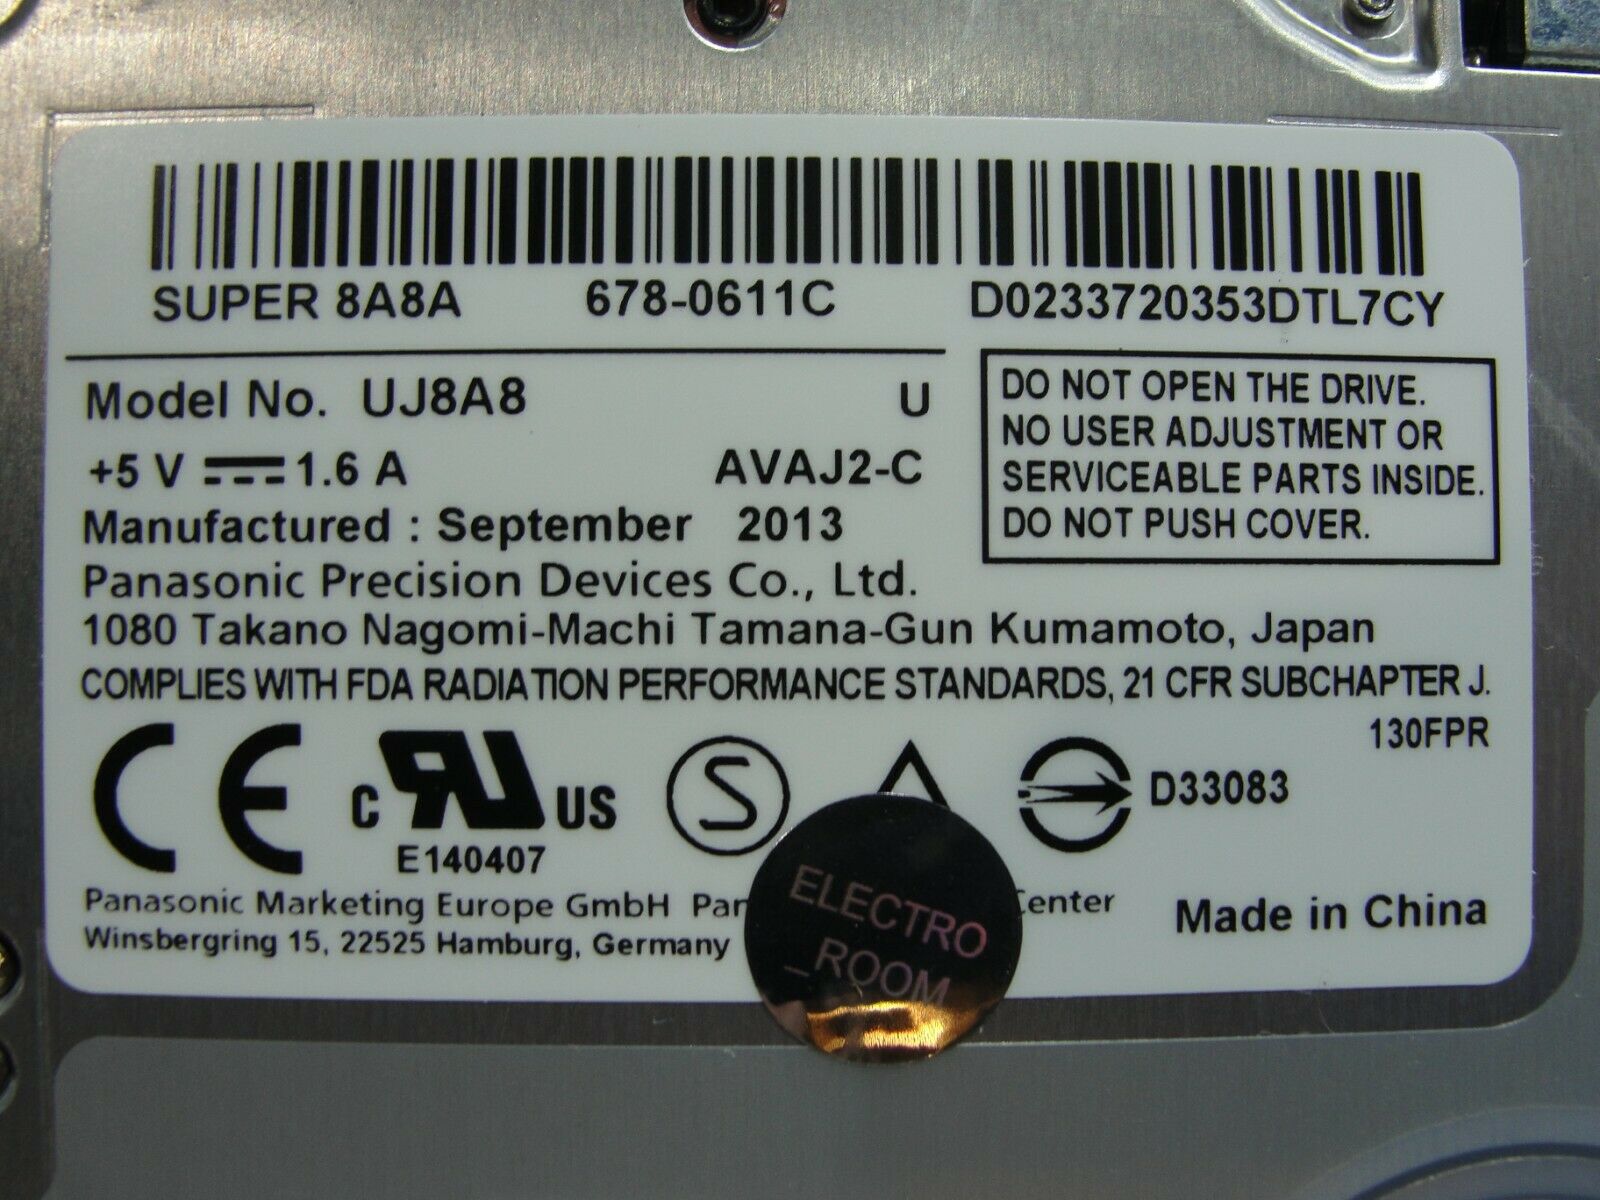 SUPER 8A8A 678-0611C D0233720353DTL7CY
Model No. UJ8A8 U
+5 V 1.6 A AVAJ2-C
Manufactured : September 2013
DO NOT OPEN THE DRIVE.
NO USER ADJUSTMENT OR
SERVICEABLE PARTS INSIDE.
DO NOT PUSH COVER.
Panasonic Precision Devices Co., Ltd.
1080 Takano Nagomi-Machi Tamana-Gun Kumamoto, Japan
COMPLIES WITH FDA RADIATION PERFORMANCE STANDARDS, 21 CFR SUBCHAPTER J.
130FPR
CE C UR US S D33083
E140407
Panasonic Marketing Europe GmbH
Winsbergring 15, 22525 Hamburg, Germany
Made in China
ELECTRO
_ROOM